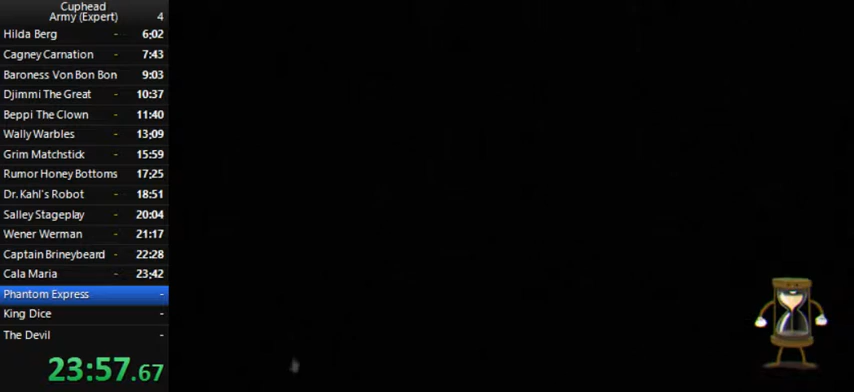 Cuphead
Army (Expert) 4
Hilda Berg - 6;02
Cagney Carnation - 7:43
Baroness Von Bon Bon 9:03
Djimmi The Great - 10:37
Beppi The Clown - 11:40
Wally Warbles - 13;09
Grim Matchstick - 15:59
Rumor Honey Bottoms - 17;25
Dr.Kahl's Robot - 18:51
Salley Stageplay - 20:04
Wener Werman - 21:17
Captain Brineybeard - 22:28
Cala Maria - 23;42
Phantom Express -
King Dice -
The Devil -
23:57.67